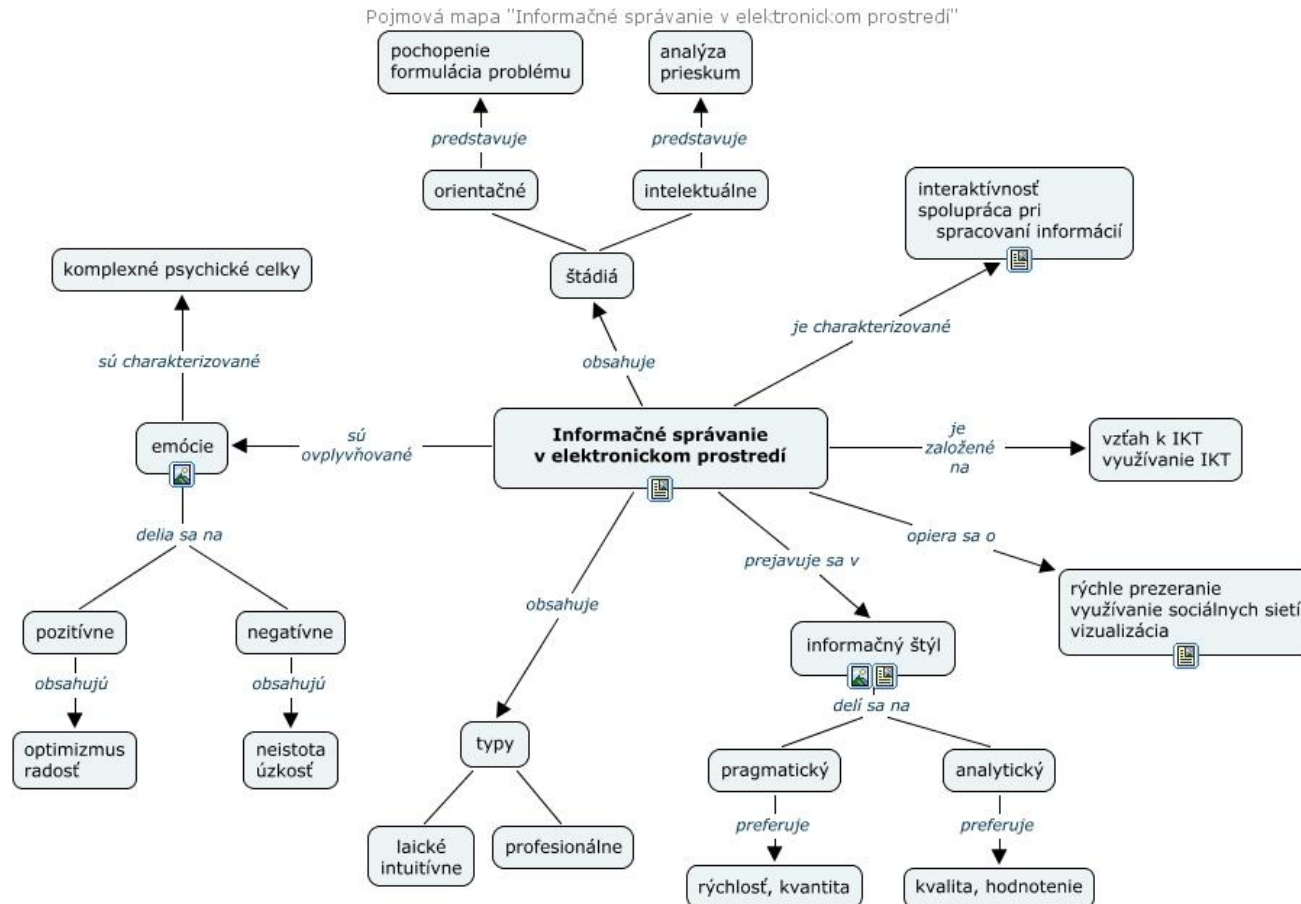 Pojmová mapa "Informačné správanie v elektronickom prostredí"
pochopenie
formulácia problému
analýza
prieskum
predstavuje
predstavuje
orientačné
intelektuálne
interaktívnosť
spolupráca pri
spracovaní informácií
komplexné psychické celky
štádiá
je charakterizované
sú charakterizované
obsahuje
emócie
sú
ovplyvňované
Informačné správanie
v elektronickom prostredí
je
založené
na
vzťah k IKT
využívanie IKT
delia sa na
opiera sa o
prejavuje sa v
obsahuje
rýchle prezeranie
využívanie sociálnych sietí
vizualizácia
pozitívne
negatívne
informačný štýl
obsahujú
obsahujú
delí sa na
optimizmus
radosť
neistota
úzkosť
typy
pragmatický
analytický
laické
intuitívne
profesionálne
preferuje
preferuje
rýchlosť, kvantita
kvalita, hodnotenie